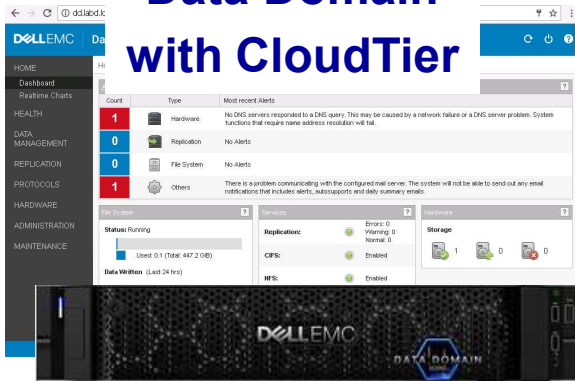 Data Domain
with CloudTier
dd.labd.lo
DELLEMC Da
HOME
Dashboard
Realtime Charts
HEALTH
DATA
MANAGEMENT
REPLICATION
PROTOCOLS
HARDWARE
ADMINISTRATION
MAINTENANCE
Count Type Most recent Alerts
1 Hardware No DNS servers responded to a DNS query. This may be caused by a network failure or a DNS server problem. System
functions that require name address resolution will fail.
0 Replication No Alerts
0 File System No Alerts
1 Others There is a problem communicating with the configured mail server. The system will not be able to send out any email
notifications that includes alerts, autosupports and daily summary
emails.
File System ?
Status: Running
Used: 0.1 (Total: 447.2 GiB)
Data Written (Last 24 hrs)
Services ?
Replication: Errors: 0
Warning: 0
Normal: 0
CIFS: Enabled
NFS: Enabled
Hardware ?
Storage
1 0 0
DELLEMC
DATA DOMAIN